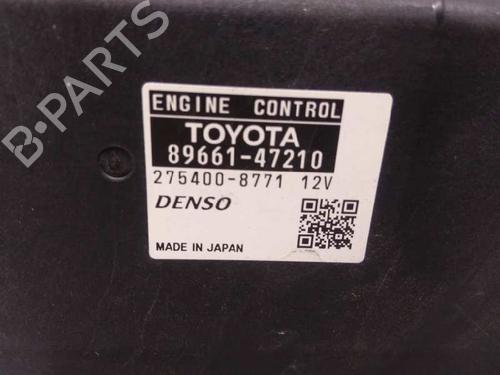 B-PARTS
ENGINE CONTROL
TOYOTA
89661-47210
275400-8771 12V
DENSO
MADE IN JAPAN